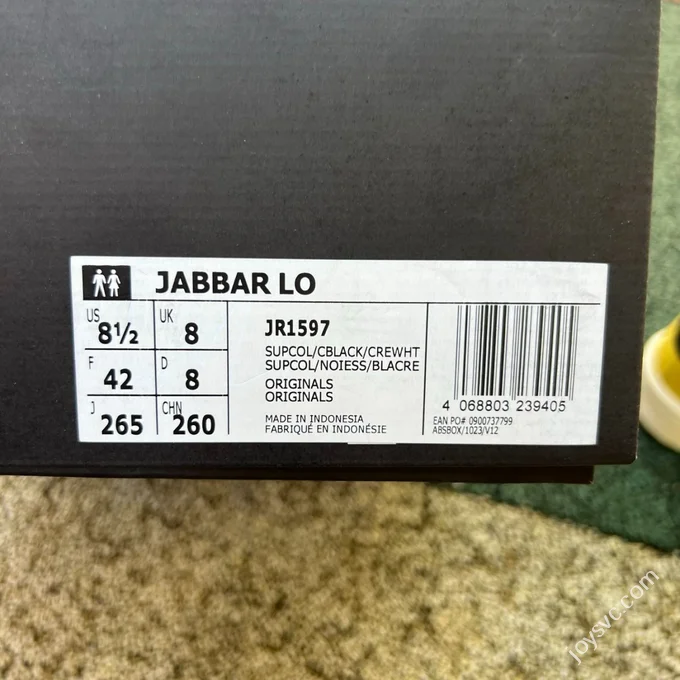 JABBAR LO
US 8½ UK 8
F 42 D 8
J 265 CHN 260
JR1597
SUPCOL/CBLACK/CREWHT
SUPCOL/NOIESS/BLACRE
ORIGINALS
ORIGINALS
MADE IN INDONESIA
FABRIQUÉ EN INDONÉSIE
4 068803 239405
EAN PO# 0900737799
ABSBOX/1023/V12
joysvc.com